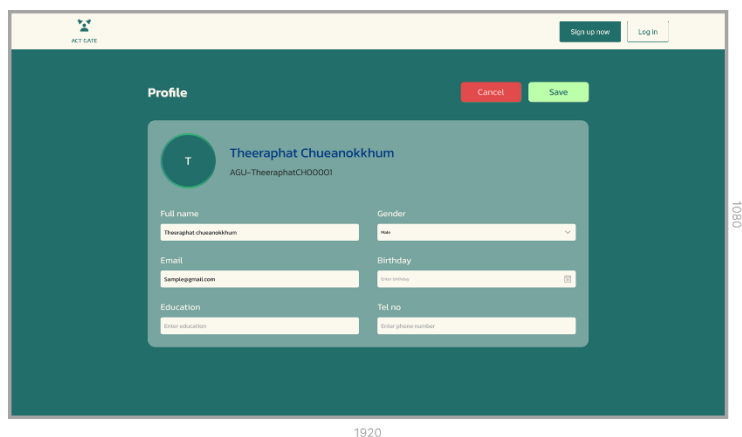 ACT GATE
Sign up now
Log in
Profile
Cancel
Save
T
Theeraphat Chueanokkhum
AGU-TheeraphatCHO0001
Full name
Gender
Theeraphat chueanokkhum
Male
Email
Birthday
Sample@gmail.com
Enter birthday
Education
Tel no
Enter education
Enter phone number
1080
1920